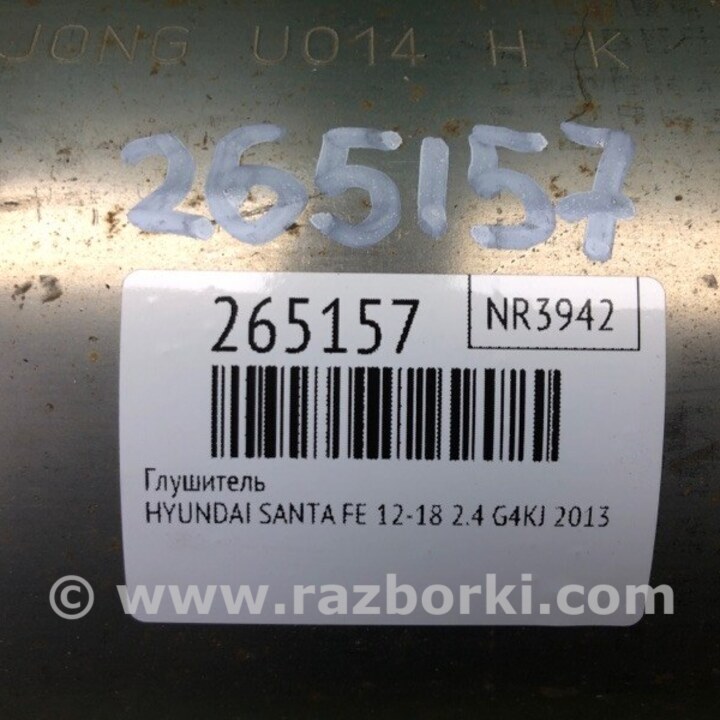 JONG U014 H K
265157
265157
NR3942
Глушитель
HYUNDAI SANTA FE 12-18 2.4 G4KJ 2013
© www.razborki.com